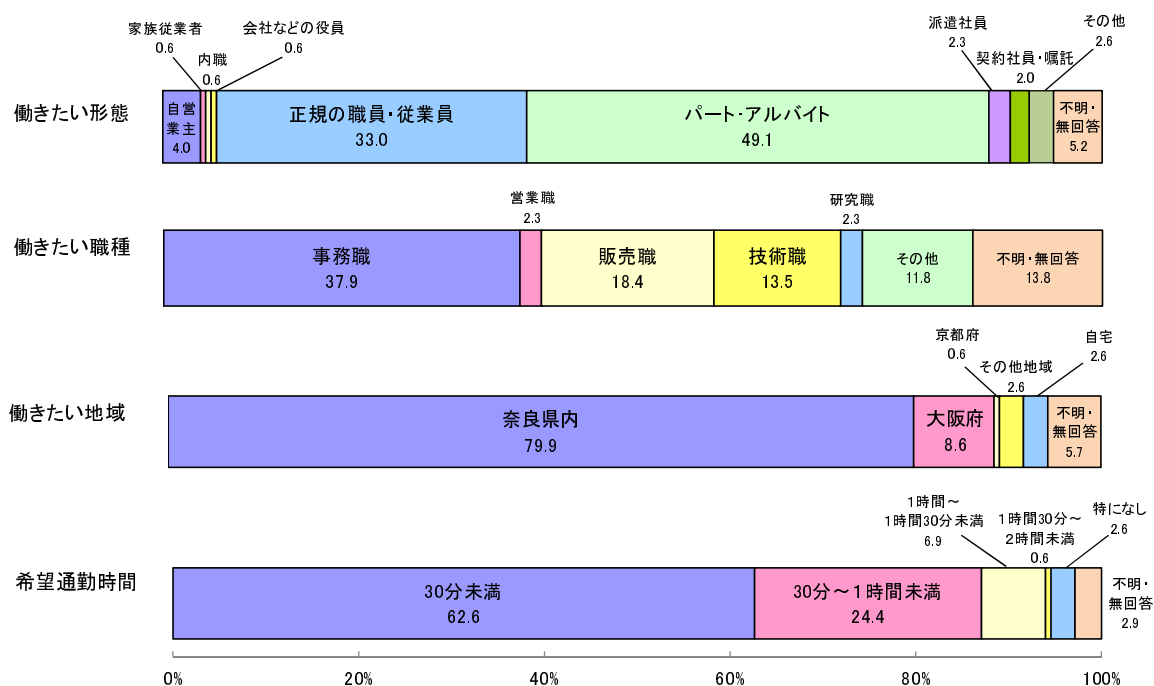 家族従業者
0.6
内職
0.6
会社などの役員
0.6
派遣社員
2.3
契約社員・嘱託
2.0
その他
2.6
働きたい形態
自営
業主
4.0
正規の職員・従業員
33.0
パート・アルバイト
49.1
不明・
無回答
5.2
営業職
2.3
研究職
2.3
働きたい職種
事務職
37.9
販売職
18.4
技術職
13.5
その他
11.8
不明・無回答
13.8
京都府
0.6
その他地域
2.6
自宅
2.6
働きたい地域
奈良県内
79.9
大阪府
8.6
不明・
無回答
5.7
1時間～
1時間30分未満
6.9
1時間30分～
2時間未満
0.6
特になし
2.6
希望通勤時間
30分未満
62.6
30分～1時間未満
24.4
不明・
無回答
2.9
0%
20%
40%
60%
80%
100%